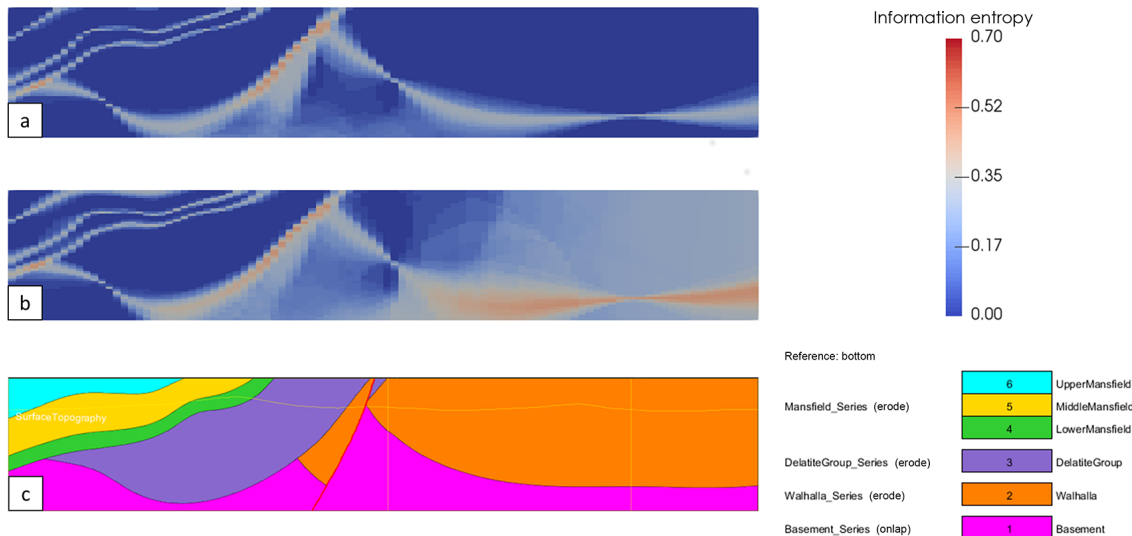 Information entropy
0.70
0.52
0.35
0.17
0.00
a
b
c
SurfaceTopography
Reference: bottom
Mansfield_Series (erode)
6 UpperMansfield
5 MiddleMansfield
4 LowerMansfield
DelatiteGroup_Series (erode)
3 DelatiteGroup
Walhalla_Series (erode)
2 Walhalla
Basement_Series (onlap)
1 Basement